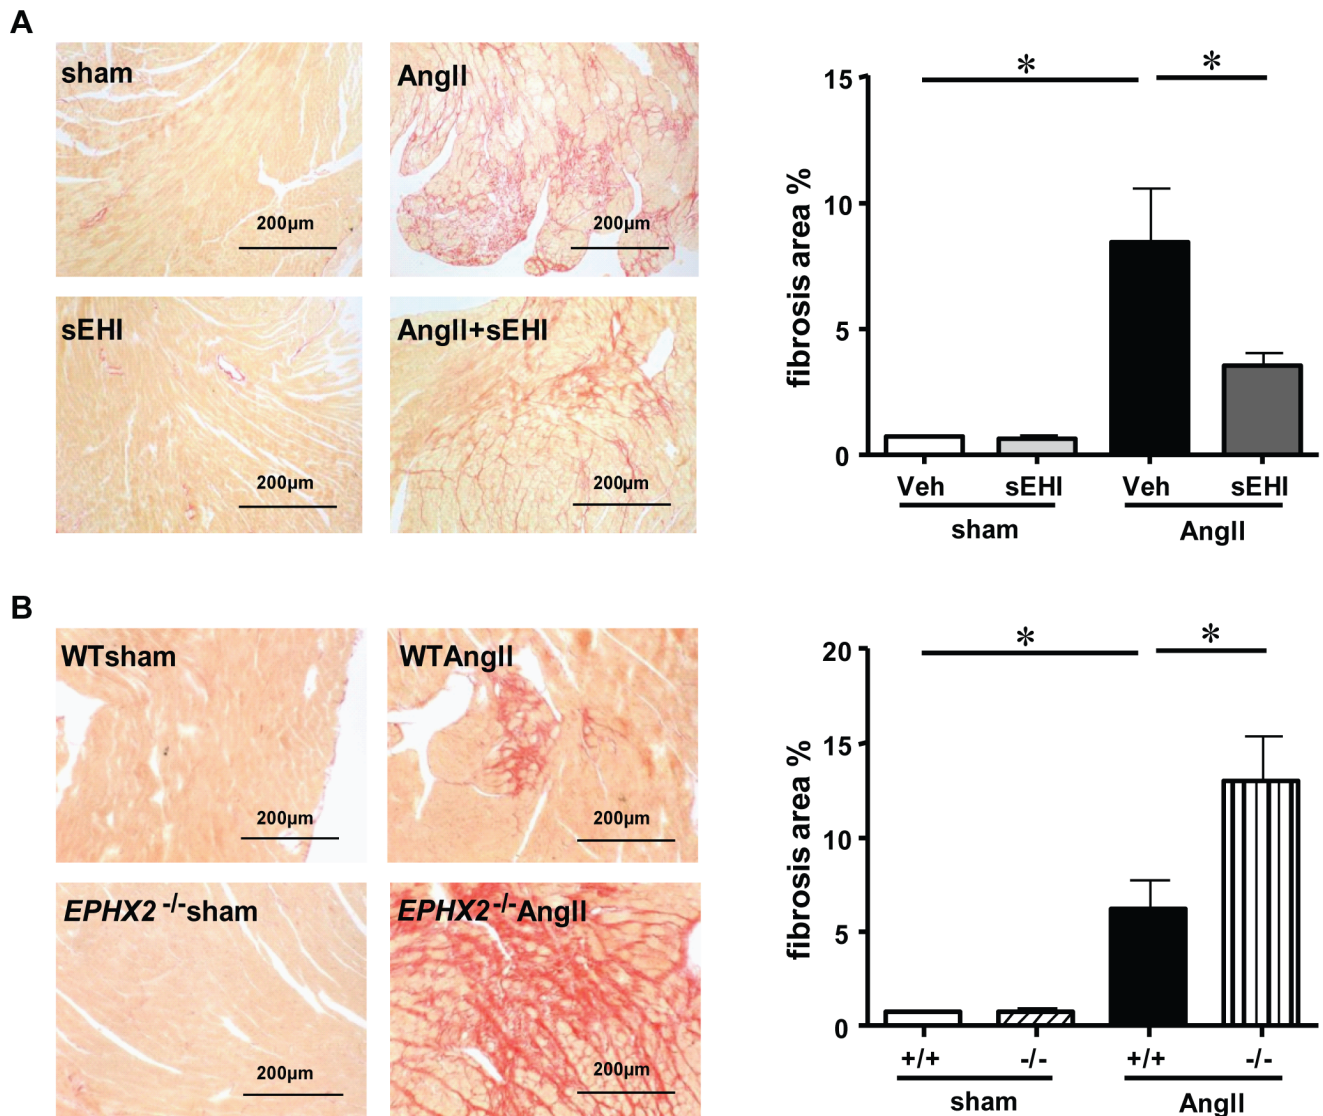 A
sham
200µm
AngII
200µm
sEHI
200µm
AngII+sEHI
200µm
fibrosis area %
15
10
5
0
*
*
Veh
sEHI
Veh
sEHI
sham
AngII
B
WTsham
200µm
WTAngII
200µm
EPHX2 -/- sham
200µm
EPHX2 -/- AngII
200µm
fibrosis area %
20
15
10
5
0
*
*
+/+
-/-
+/+
-/-
sham
AngII